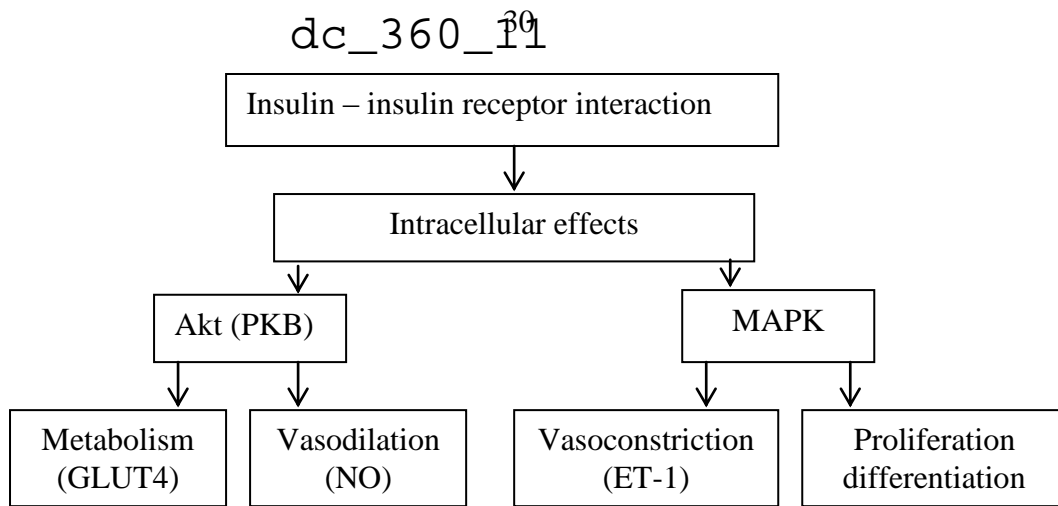 dc_360_11
30
Insulin – insulin receptor interaction
Intracellular effects
Akt (PKB)
MAPK
Metabolism
(GLUT4)
Vasodilation
(NO)
Vasoconstriction
(ET-1)
Proliferation
differentiation